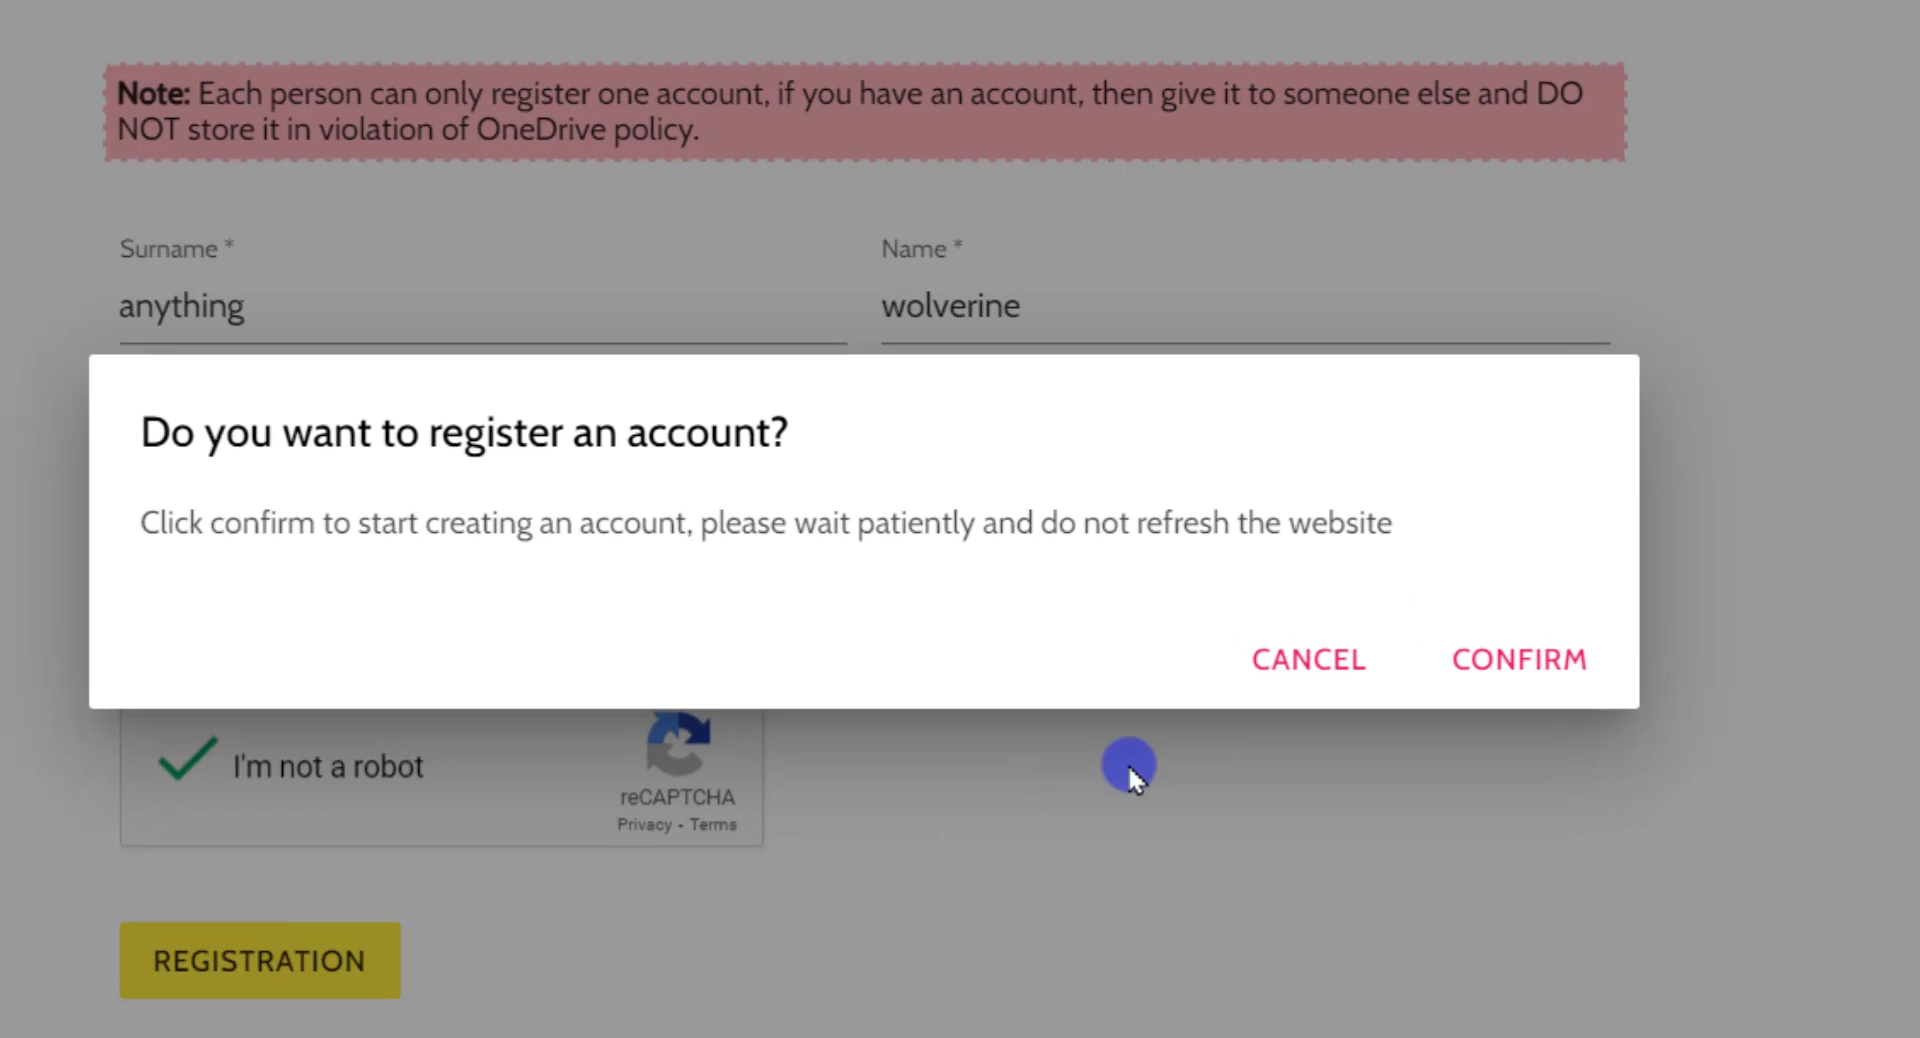 Note: Each person can only register one account, if you have an account, then give it to someone else and DO
NOT store it in violation of OneDrive policy.
Surname *
Name *
anything
wolverine
Do you want to register an account?
Click confirm to start creating an account, please wait patiently and do not refresh the website
CANCEL
CONFIRM
I'm not a robot
reCAPTCHA
Privacy - Terms
REGISTRATION